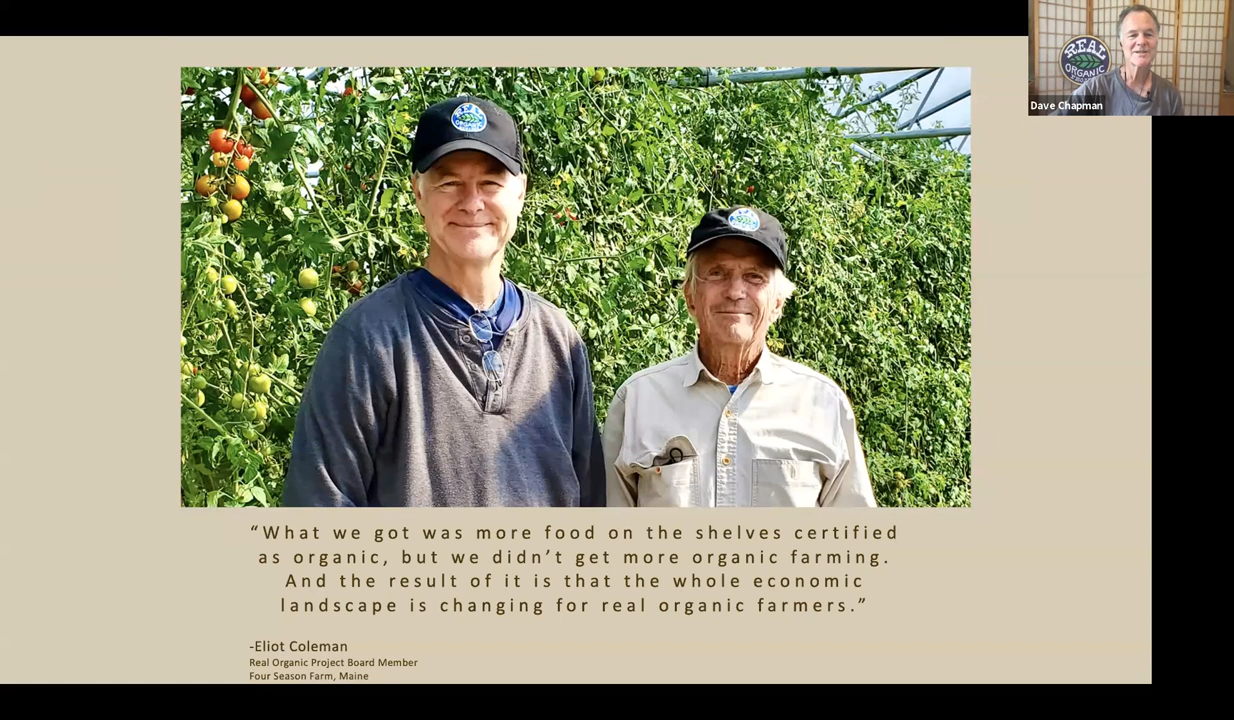 REAL
ORGANIC
Dave Chapman
“What we got was more food on the shelves certified
as organic, but we didn’t get more organic farming.
And the result of it is that the whole economic
landscape is changing for real organic farmers.”
-Eliot Coleman
Real Organic Project Board Member
Four Season Farm, Maine